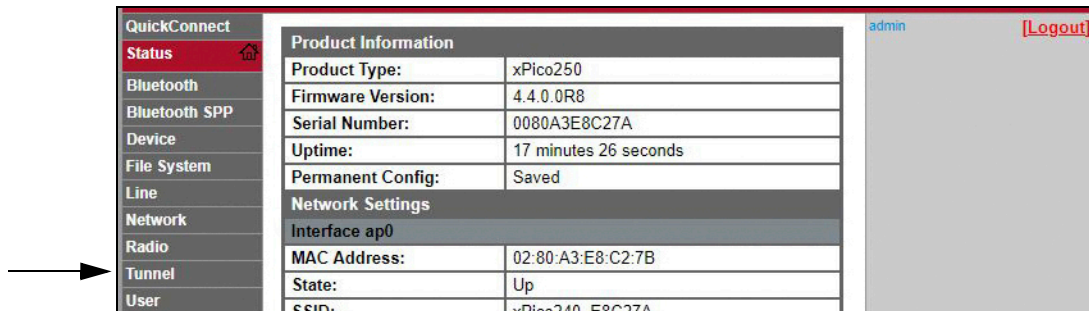 QuickConnect
Status
Bluetooth
Bluetooth SPP
Device
File System
Line
Network
Radio
Tunnel
User
Product Information
Product Type: xPico250
Firmware Version: 4.4.0.0R8
Serial Number: 0080A3E8C27A
Uptime: 17 minutes 26 seconds
Permanent Config: Saved
Network Settings
Interface ap0
MAC Address: 02:80:A3:E8:C2:7B
State: Up
SSID: xPico240_E8C27A
admin
[Logout]